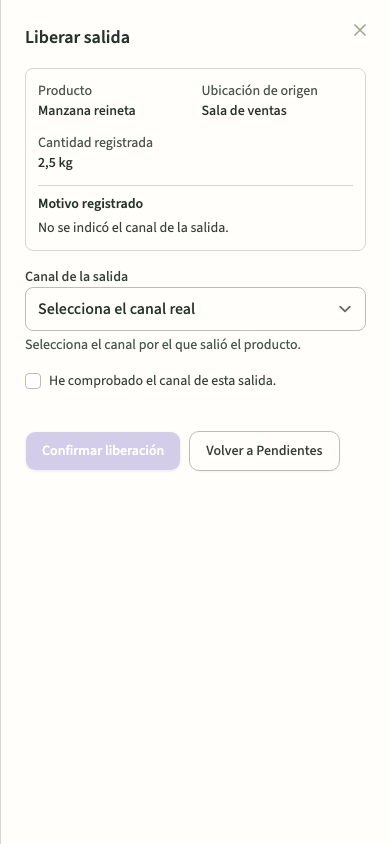 Liberar salida
Producto
Manzana reineta
Ubicación de origen
Sala de ventas
Cantidad registrada
2,5 kg
Motivo registrado
No se indicó el canal de la salida.
Canal de la salida
Selecciona el canal real
Selecciona el canal por el que salió el producto.
He comprobado el canal de esta salida.
Confirmar liberación
Volver a Pendientes